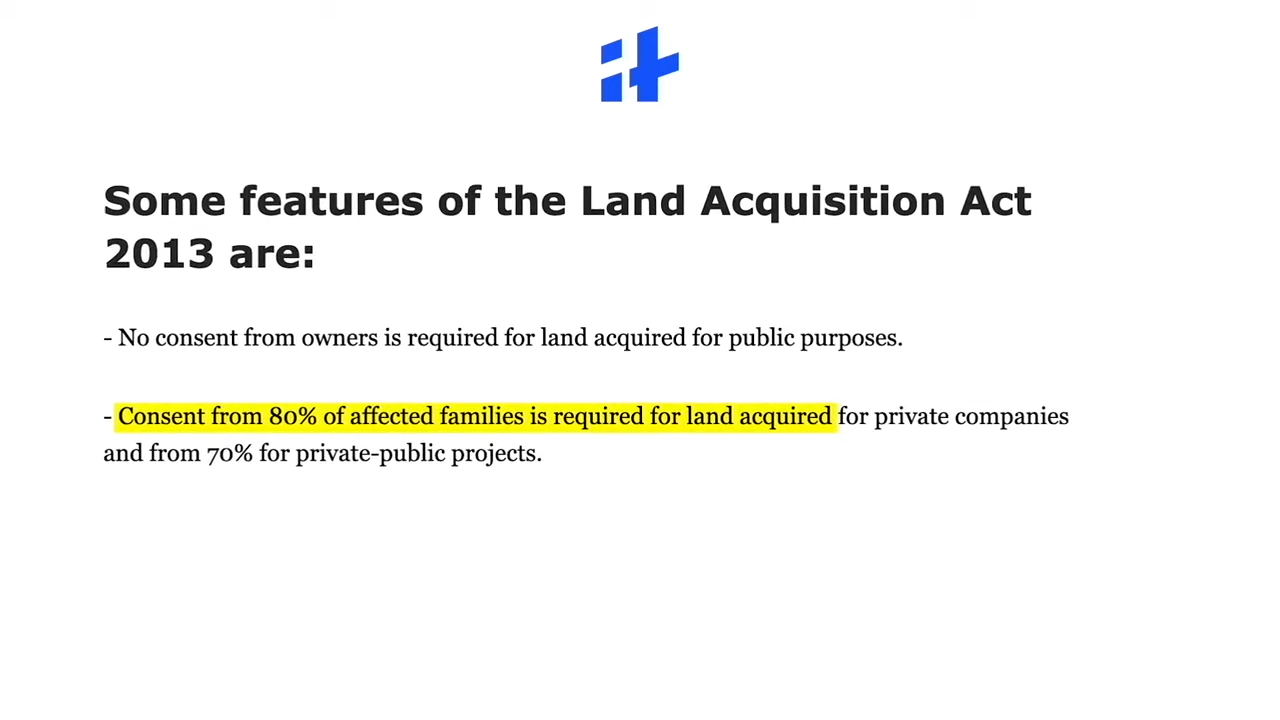 Some features of the Land Acquisition Act
2013 are:
- No consent from owners is required for land acquired for public purposes.
- Consent from 80% of affected families is required for land acquired for private companies
and from 70% for private-public projects.